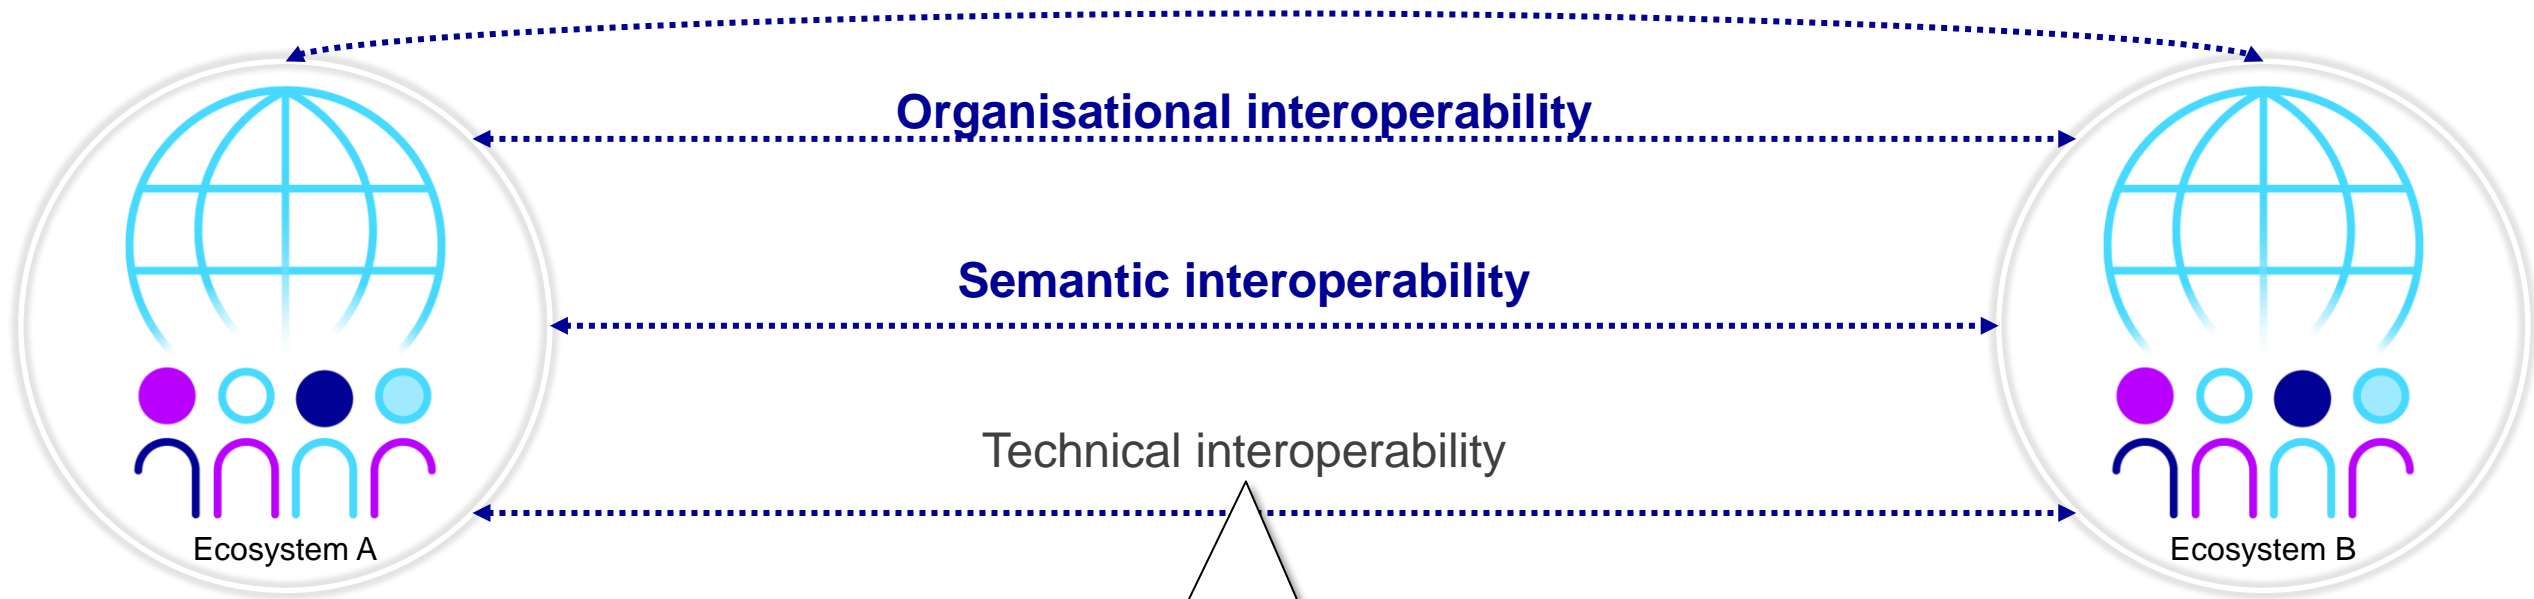 Organisational interoperability
Semantic interoperability
Technical interoperability
Ecosystem A
Ecosystem B